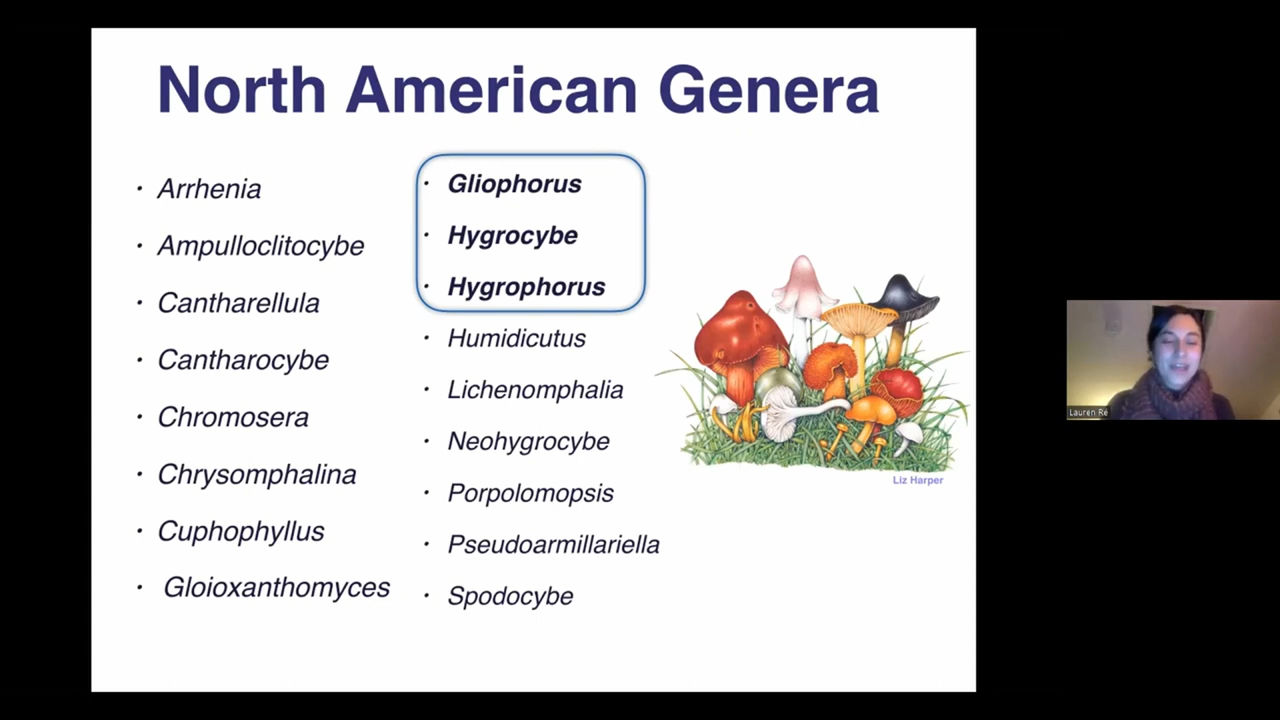 North American Genera
· Arrhenia
· Ampulloclitocybe
· Cantharellula
· Cantharocybe
· Chromosera
· Chrysomphalina
· Cuphophyllus
· Gloioxanthomyces
· Gliophorus
· Hygrocybe
· Hygrophorus
· Humidicutus
· Lichenomphalia
· Neohygrocybe
· Porpolomopsis
· Pseudoarmillariella
· Spodocybe
Liz Harper
Lauren Ré